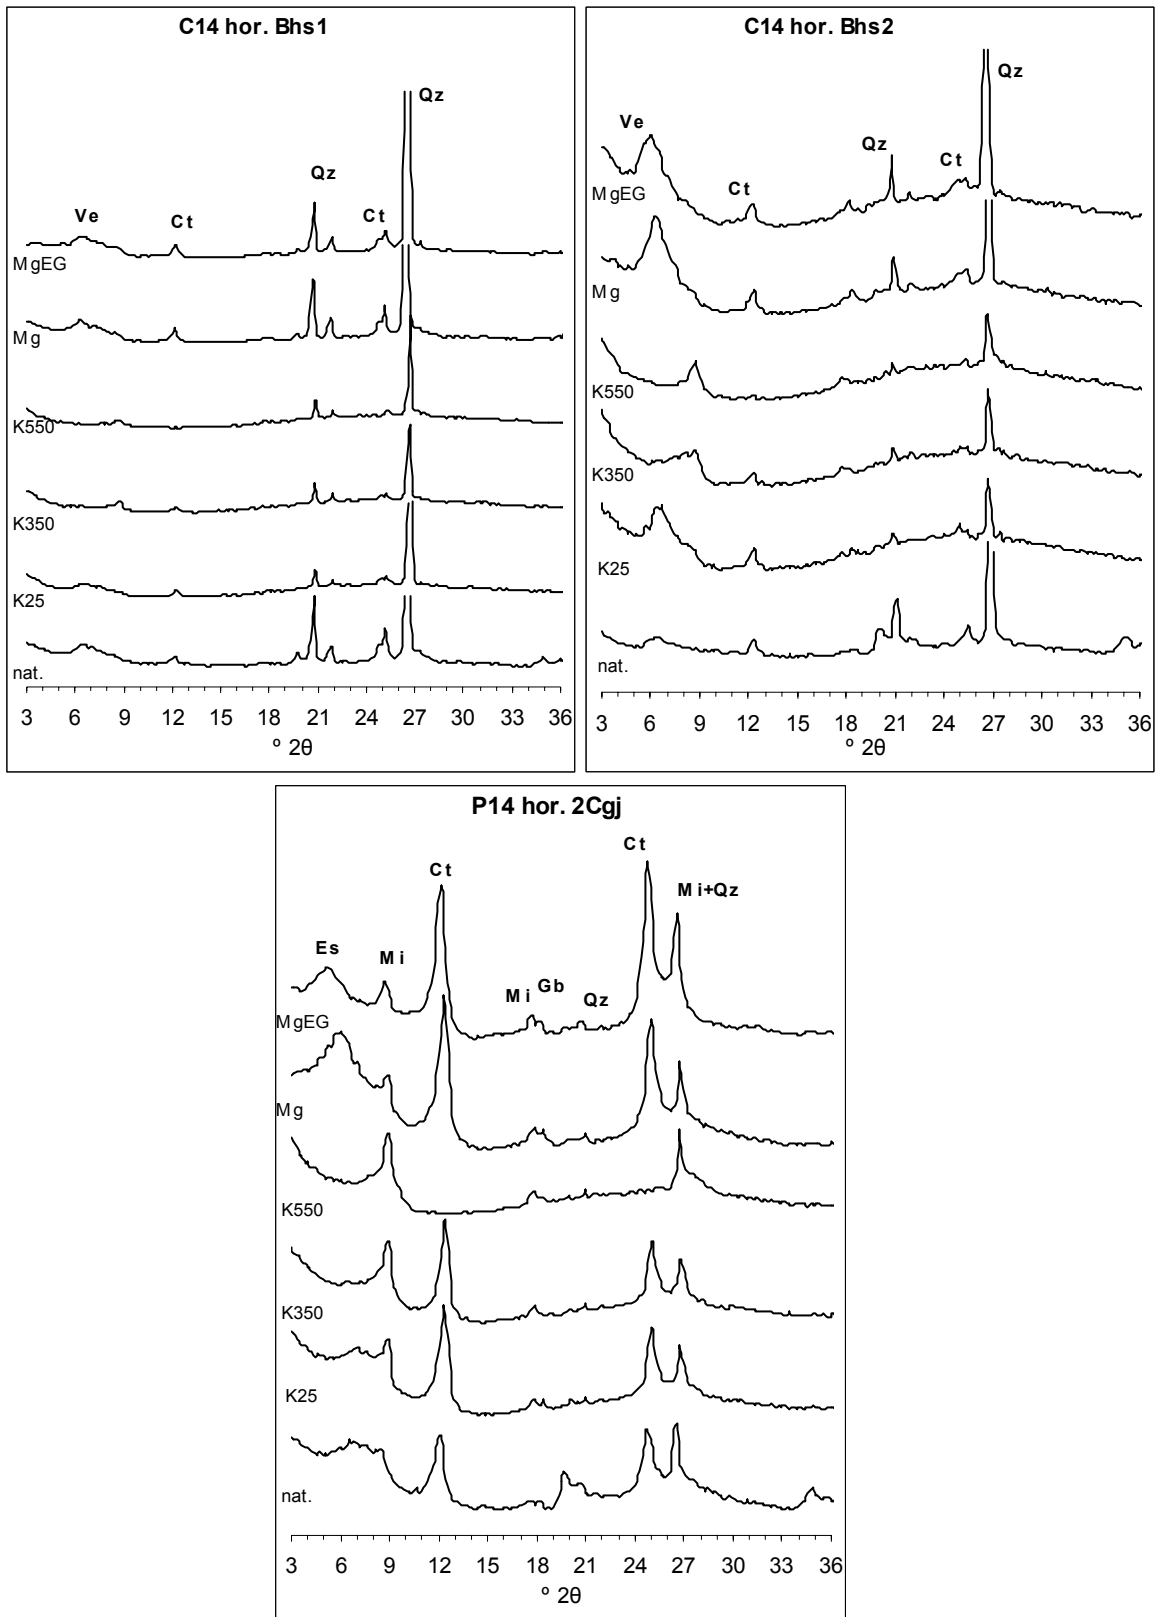 C14 hor. Bhs1
Qz
Qz
Ve
Ct
Ct
MgEG
Mg
K550
K350
K25
nat.
3 6 9 12 15 18 21 24 27 30 33 36
º 2θ
C14 hor. Bhs2
Qz
Ve
Qz
Ct
Ct
MgEG
Mg
K550
K350
K25
nat.
3 6 9 12 15 18 21 24 27 30 33 36
º 2θ
P14 hor. 2Cgj
Ct
Ct
Mi+Qz
Es
Mi
Mi
Gb
Qz
MgEG
Mg
K550
K350
K25
nat.
3 6 9 12 15 18 21 24 27 30 33 36
º 2θ